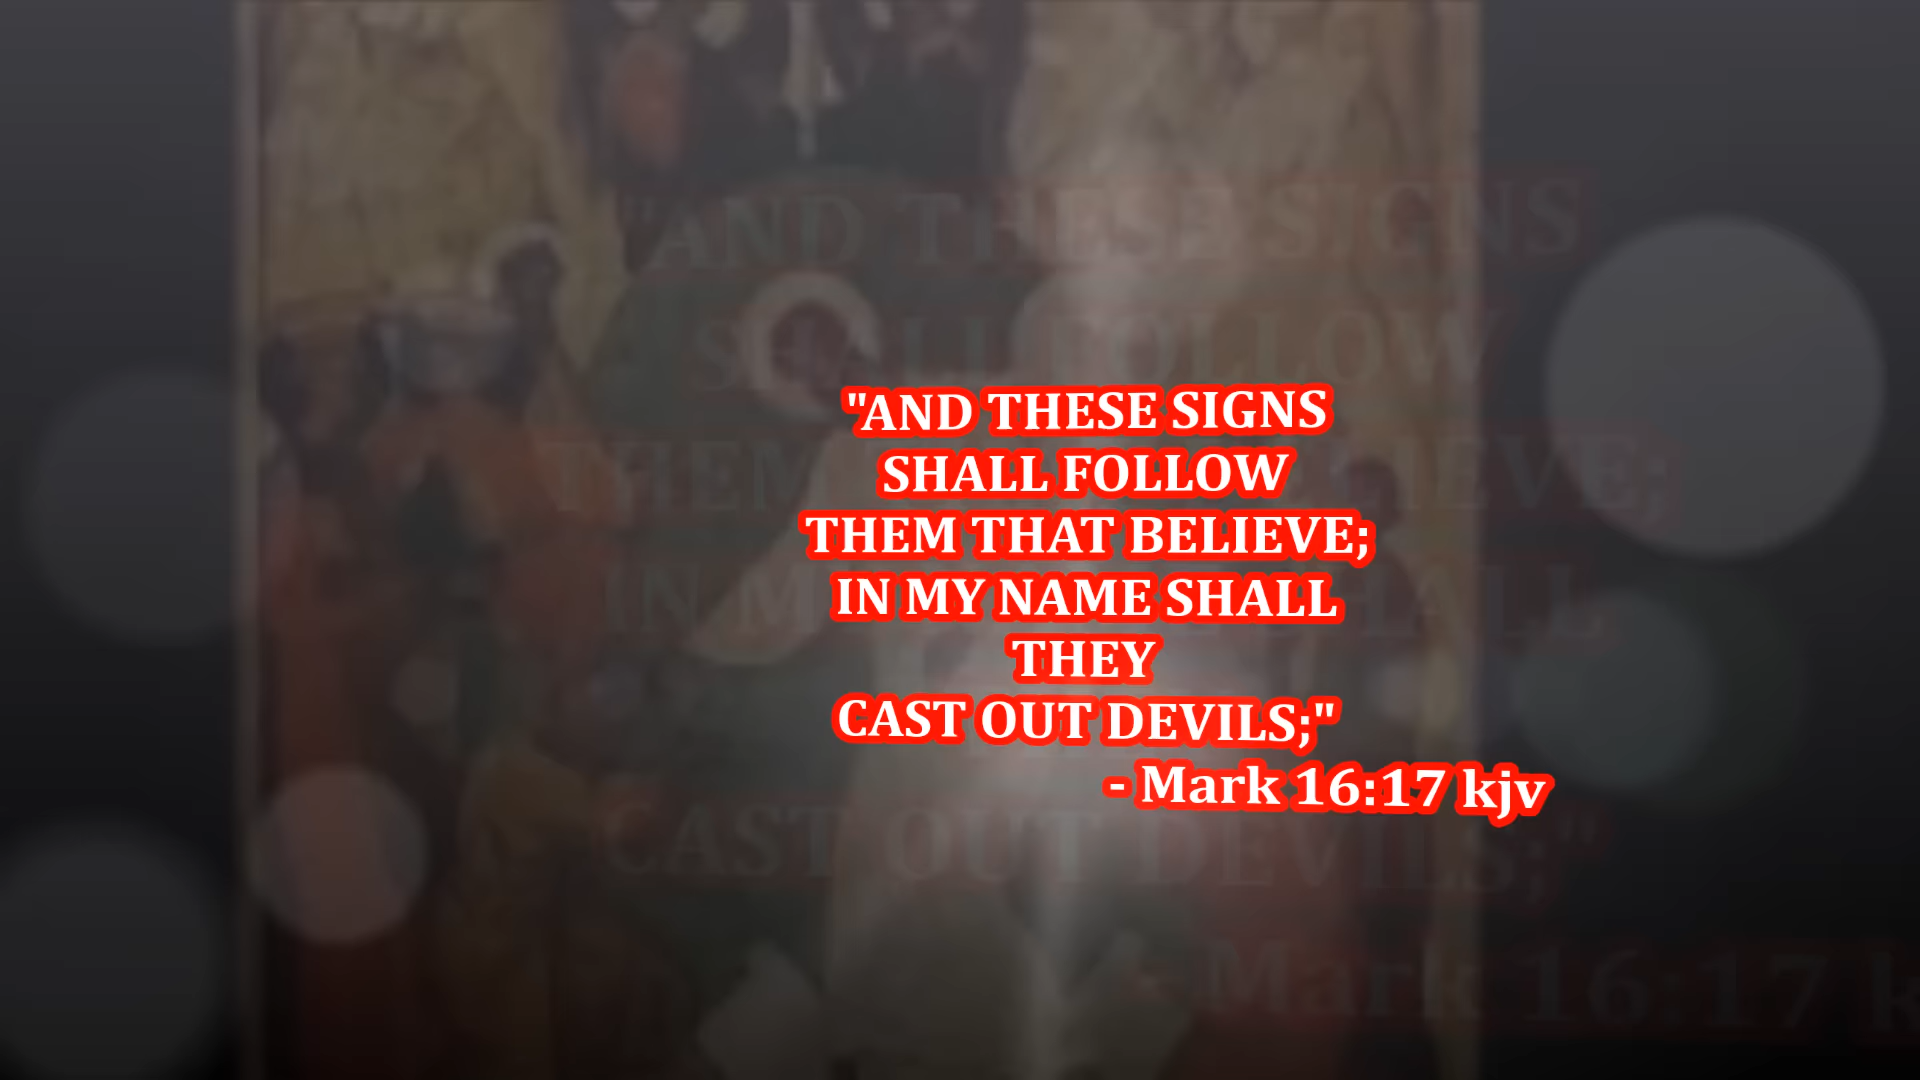 "AND THESE SIGNS
SHALL FOLLOW
THEM THAT BELIEVE;
IN MY NAME SHALL
THEY
CAST OUT DEVILS;"
- Mark 16:17 kjv